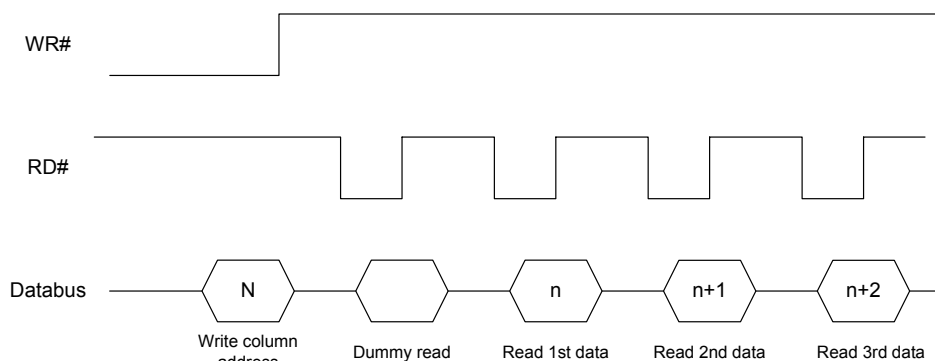 WR#
RD#
Databus
N
n
n+1
n+2
Write column
address
Dummy read
Read 1st data
Read 2nd data
Read 3rd data